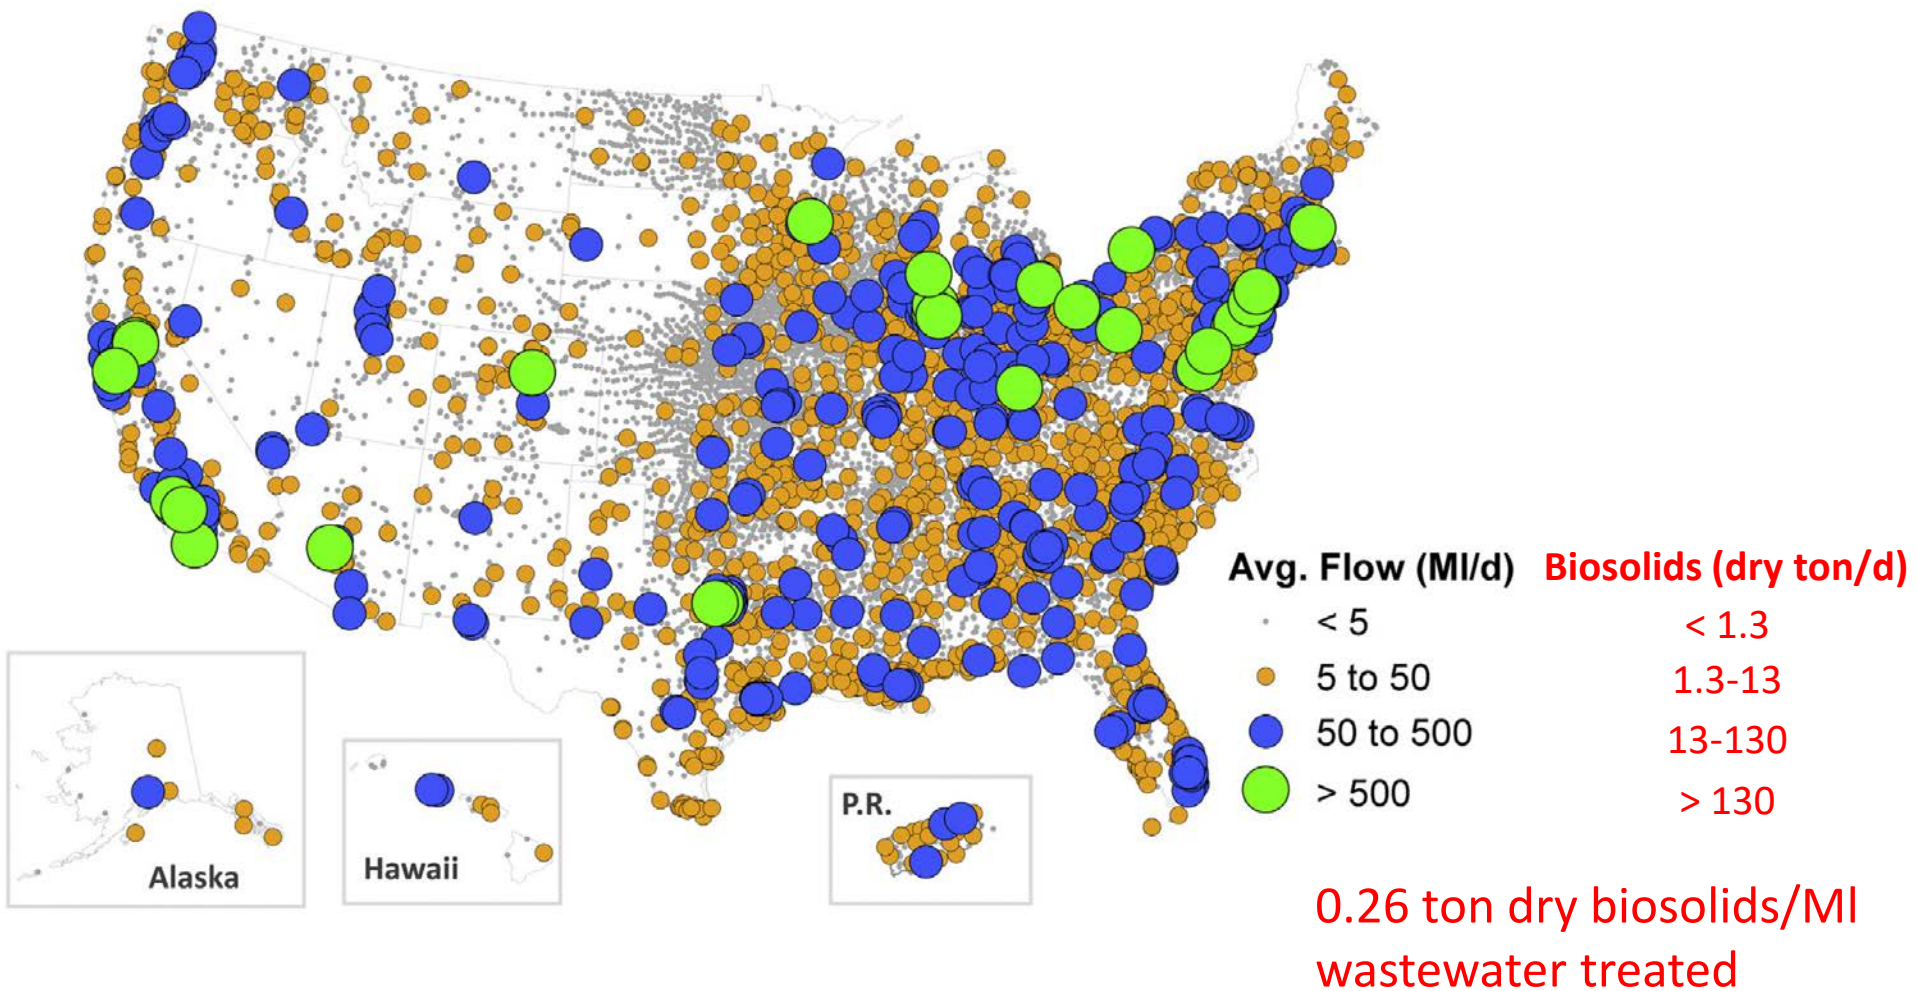 Avg. Flow (Ml/d) Biosolids (dry ton/d)
< 5 < 1.3
5 to 50 1.3-13
50 to 500 13-130
> 500 > 130
Alaska
Hawaii
P.R.
0.26 ton dry biosolids/Ml
wastewater treated